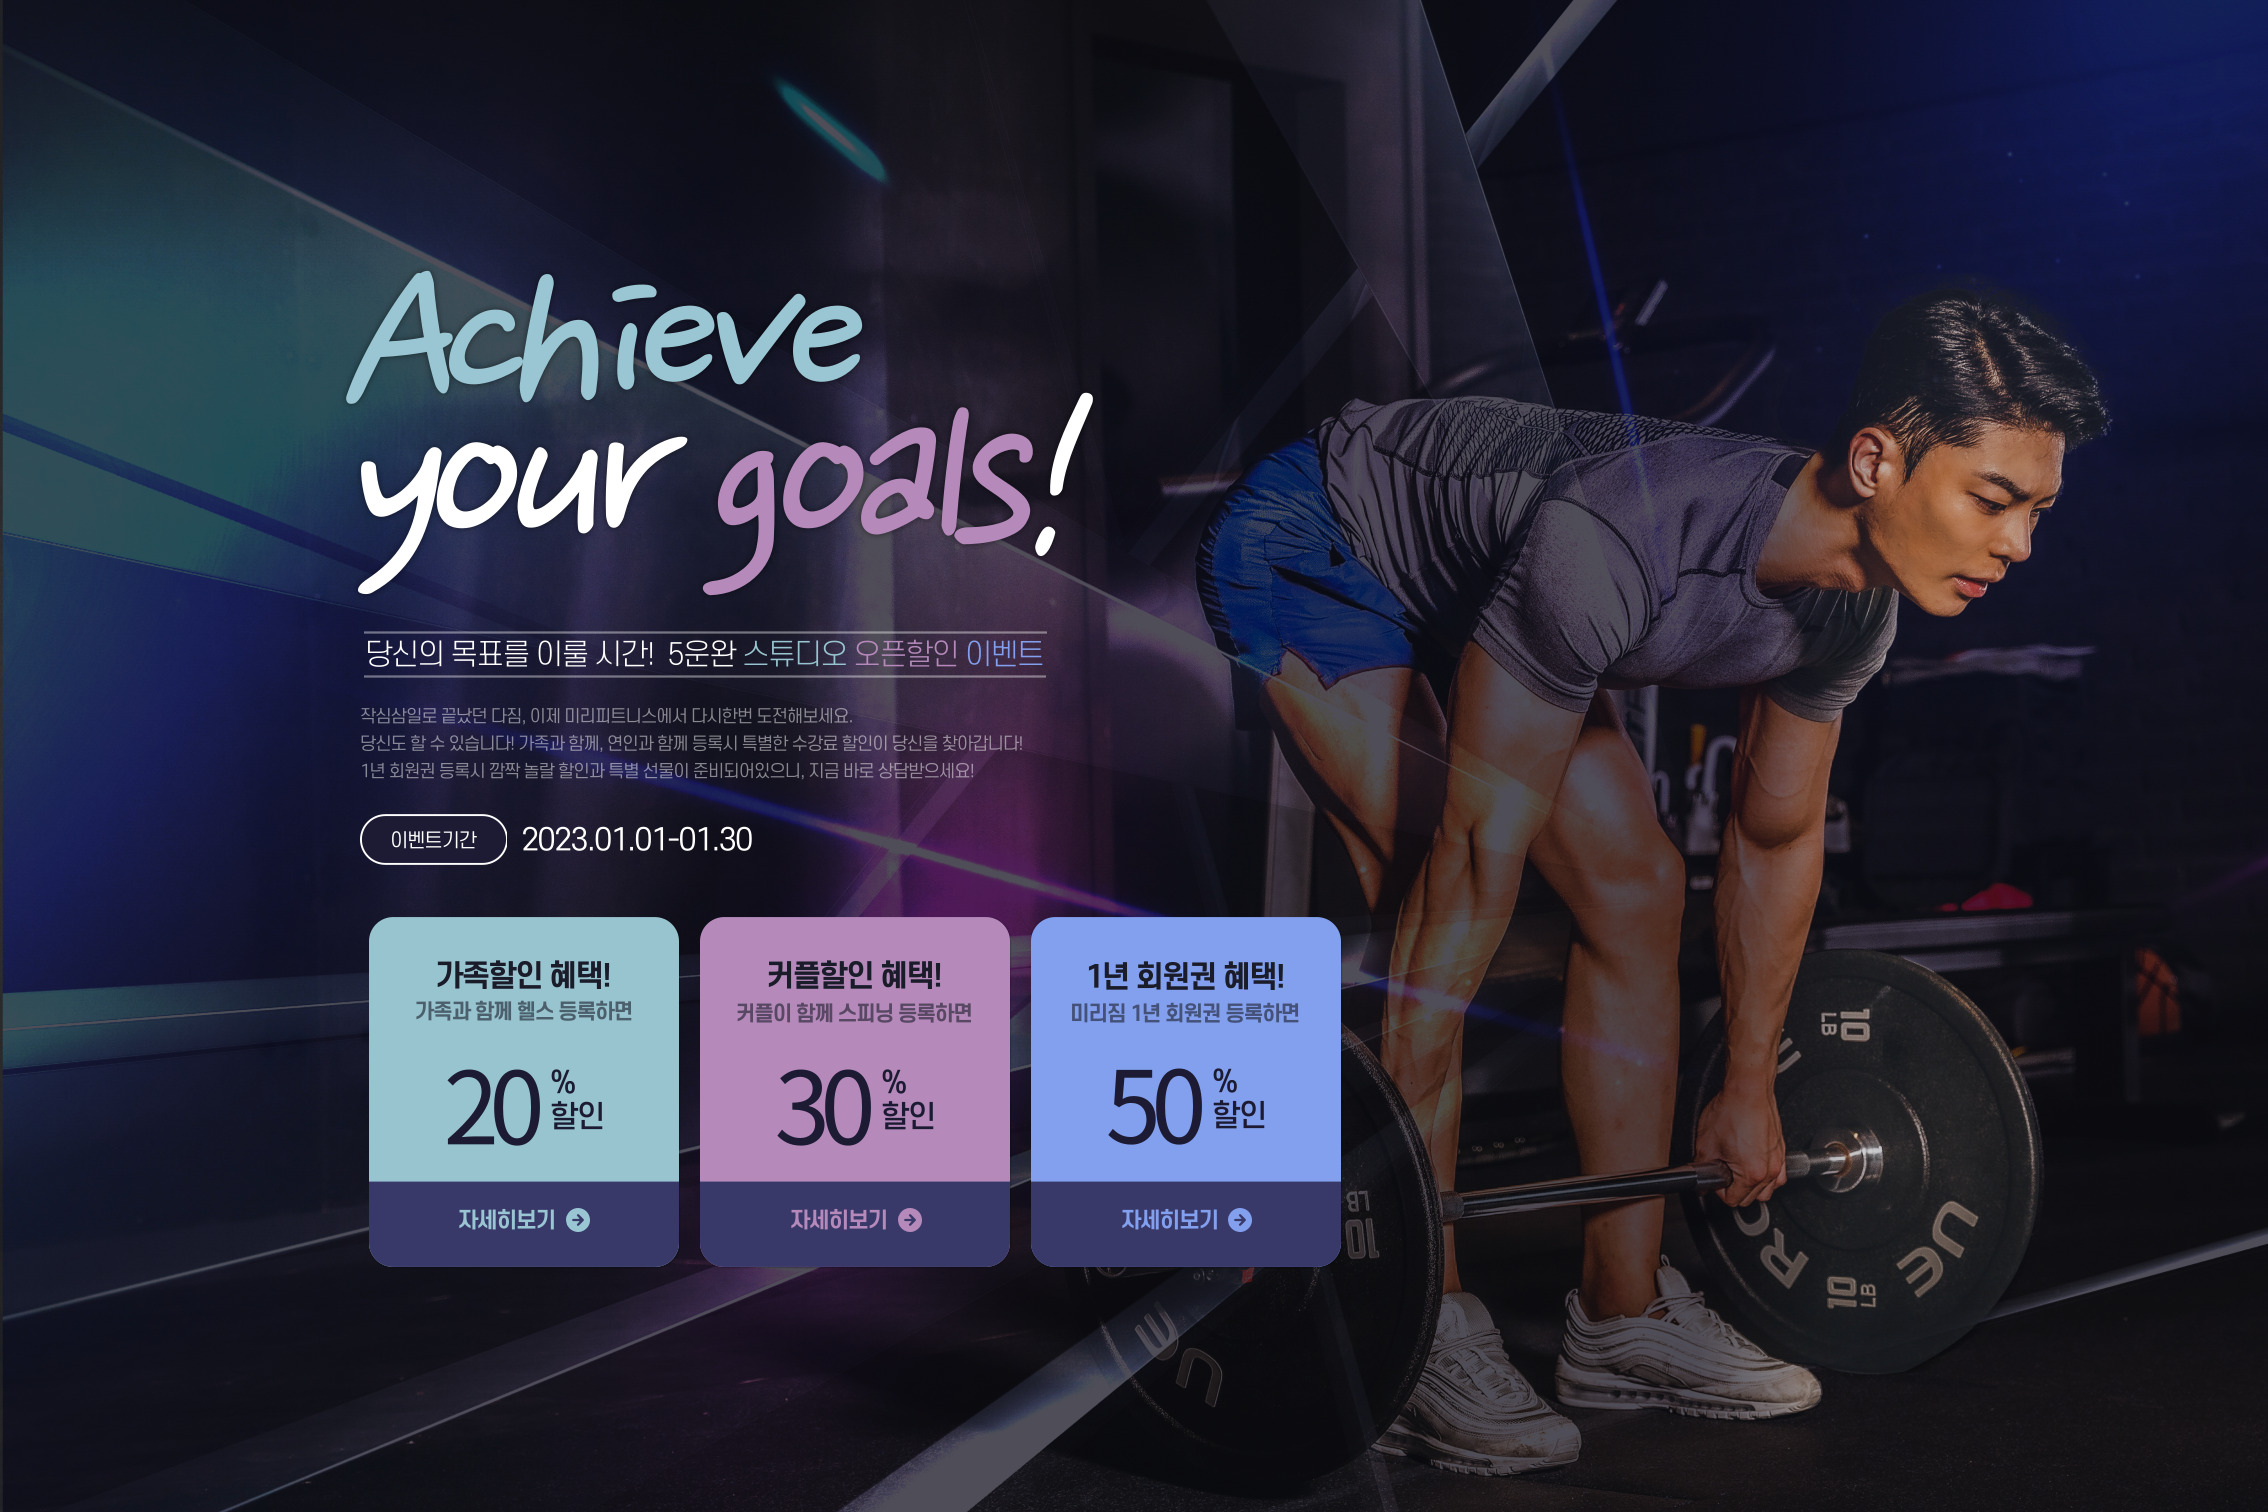 Achieve
your goals!
당신의 목표를 이룰 시간! 5운완 스튜디오 오픈할인 이벤트
작심삼일로 끝났던 다짐, 이제 미리피트니스에서 다시한번 도전해보세요.
당신도 할 수 있습니다! 가족과 함께, 연인과 함께 등록시 특별한 수강료 할인이 당신을 찾아갑니다!
1년 회원권 등록시 깜짝 놀랄 할인과 특별 선물이 준비되어있으니, 지금 바로 상담받으세요!
이벤트기간 2023.01.01-01.30
가족할인 혜택!
가족과 함께 헬스 등록하면
20 %
할인
자세히보기
커플할인 혜택!
커플이 함께 스피닝 등록하면
30 %
할인
자세히보기
1년 회원권 혜택!
미리짐 1년 회원권 등록하면
50 %
할인
자세히보기
10
LB
10
LB
10
LB